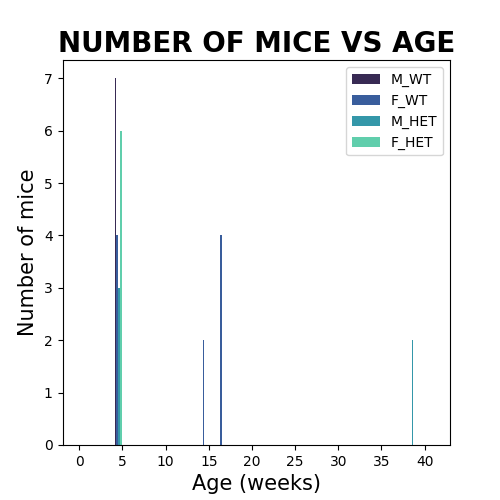 NUMBER OF MICE VS AGE
M_WT
F_WT
M_HET
F_HET
Number of mice
7
6
5
4
3
2
1
0
0 5 10 15 20 25 30 35 40
Age (weeks)